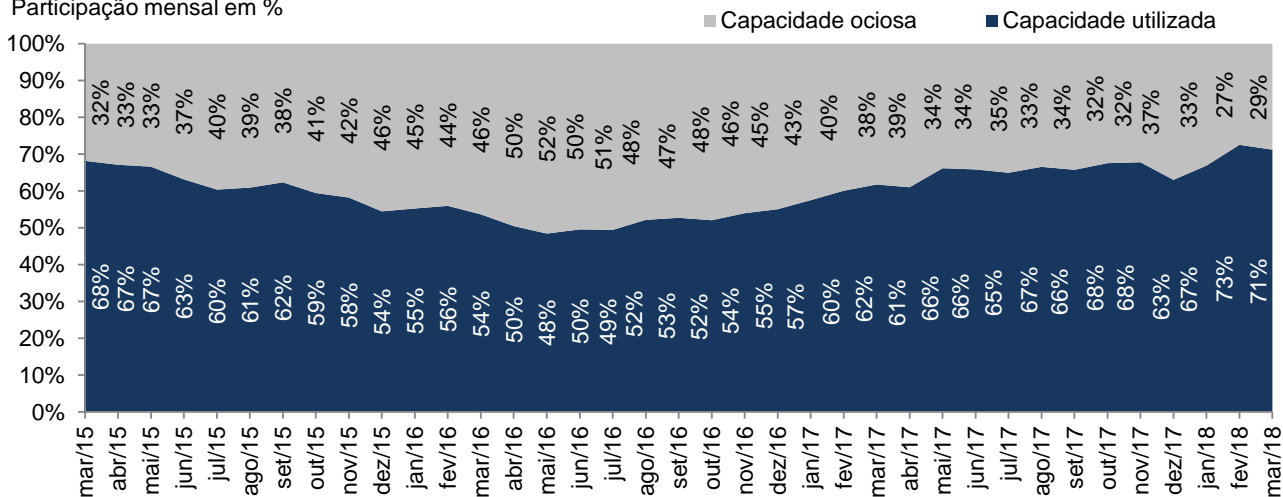 Participação mensal em %
Capacidade ociosa
Capacidade utilizada
100%
90%
80%
70%
60%
50%
40%
30%
20%
10%
0%
32%
33%
33%
37%
40%
39%
38%
41%
42%
46%
45%
44%
46%
50%
52%
50%
51%
48%
47%
48%
46%
45%
43%
40%
38%
39%
34%
34%
35%
33%
34%
32%
32%
37%
33%
27%
29%
68%
67%
67%
63%
60%
61%
62%
59%
58%
54%
55%
56%
54%
50%
48%
50%
49%
52%
53%
52%
54%
55%
57%
60%
62%
61%
66%
66%
65%
67%
66%
68%
68%
63%
67%
73%
71%
mar/15
abr/15
mai/15
jun/15
jul/15
ago/15
set/15
out/15
nov/15
dez/15
jan/16
fev/16
mar/16
abr/16
mai/16
jun/16
jul/16
ago/16
set/16
out/16
nov/16
dez/16
jan/17
fev/17
mar/17
abr/17
mai/17
jun/17
jul/17
ago/17
set/17
out/17
nov/17
dez/17
jan/18
fev/18
mar/18